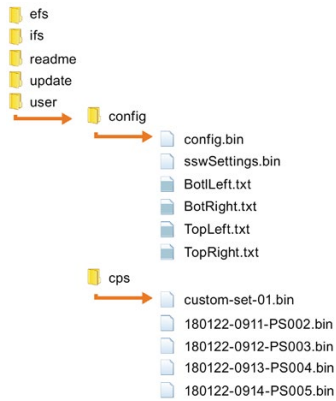 efs
ifs
readme
update
user
config
config.bin
sswSettings.bin
BotlLeft.txt
BotRight.txt
TopLeft.txt
TopRight.txt
cps
custom-set-01.bin
180122-0911-PS002.bin
180122-0912-PS003.bin
180122-0913-PS004.bin
180122-0914-PS005.bin